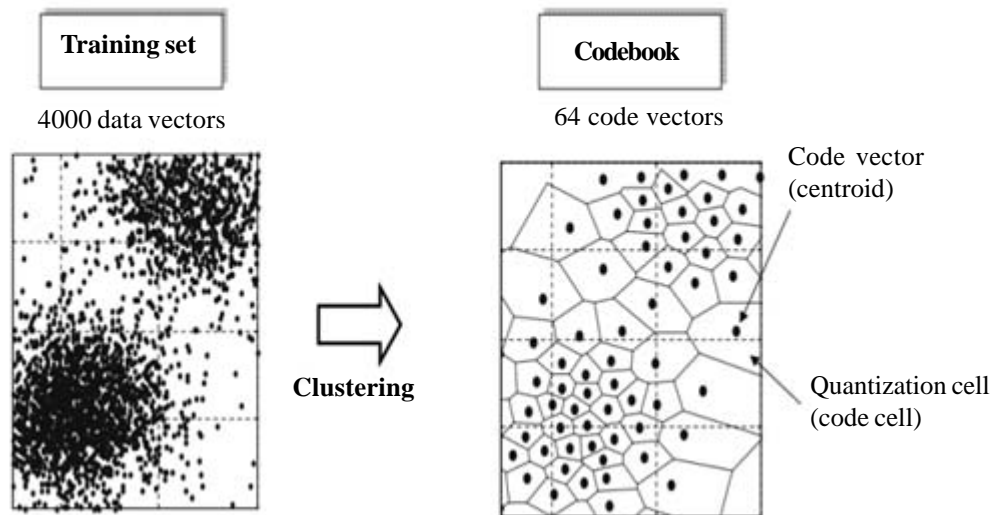 Training set
4000 data vectors
Codebook
64 code vectors
Code vector
(centroid)
Clustering
Quantization cell
(code cell)